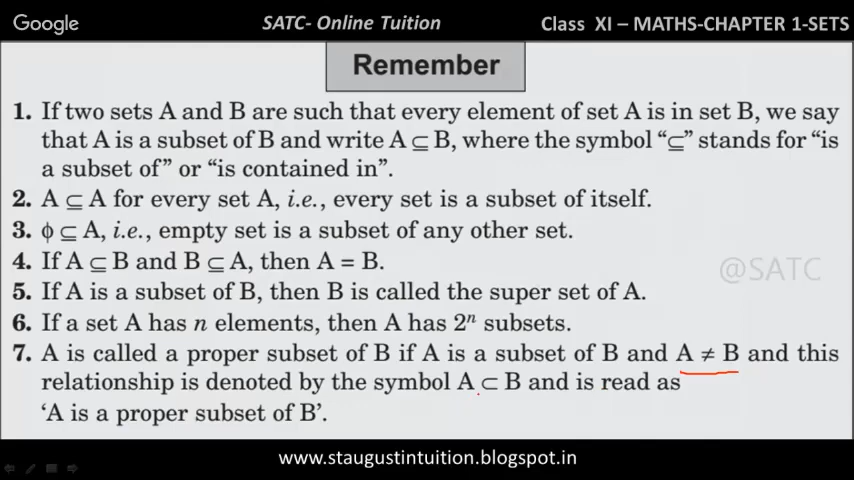 Google SATC- Online Tuition Class XI – MATHS-CHAPTER 1-SETS
Remember
1. If two sets A and B are such that every element of set A is in set B, we say
that A is a subset of B and write A ⊆ B, where the symbol “⊆” stands for “is
a subset of” or “is contained in”.
2. A ⊆ A for every set A, i.e., every set is a subset of itself.
3. ϕ ⊆ A, i.e., empty set is a subset of any other set.
4. If A ⊆ B and B ⊆ A, then A = B.
@SATC
5. If A is a subset of B, then B is called the super set of A.
6. If a set A has n elements, then A has 2ⁿ subsets.
7. A is called a proper subset of B if A is a subset of B and A ≠ B and this
relationship is denoted by the symbol A ⊂ B and is read as
‘A is a proper subset of B’.
www.staugustintuition.blogspot.in